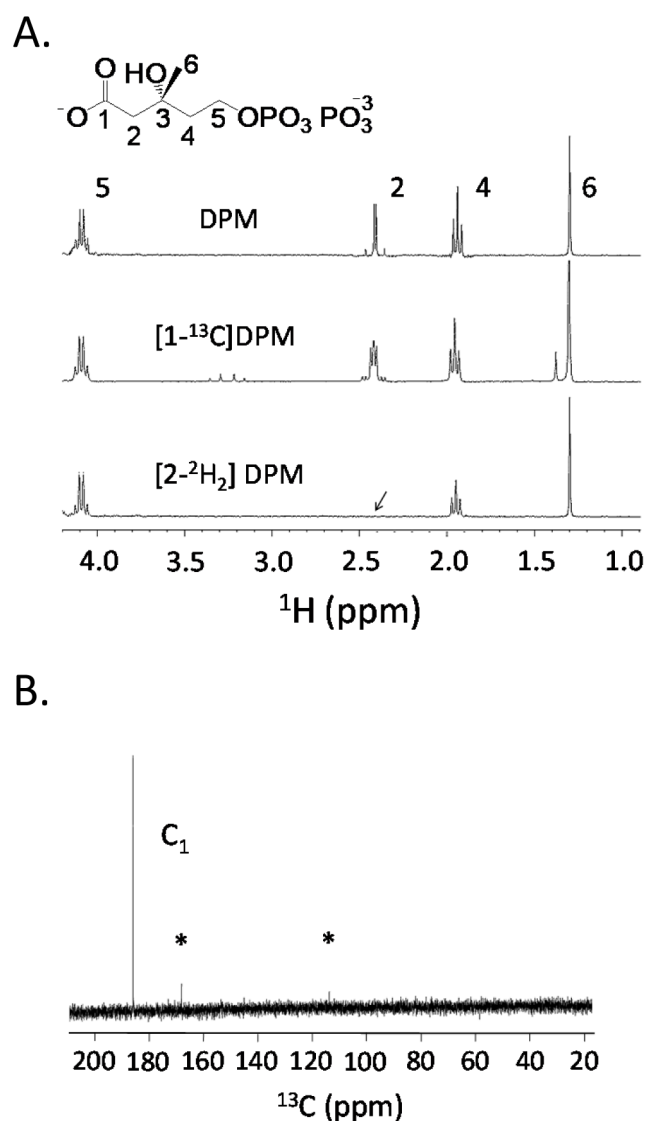 A.
O HO 6
⁻O 1 2 3 4 5 OPO₃ PO₃⁻³
5 2 4 6
DPM
[1-¹³C]DPM
[2-²H₂] DPM
4.0 3.5 3.0 2.5 2.0 1.5 1.0
¹H (ppm)
B.
C₁
* *
200 180 160 140 120 100 80 60 40 20
¹³C (ppm)